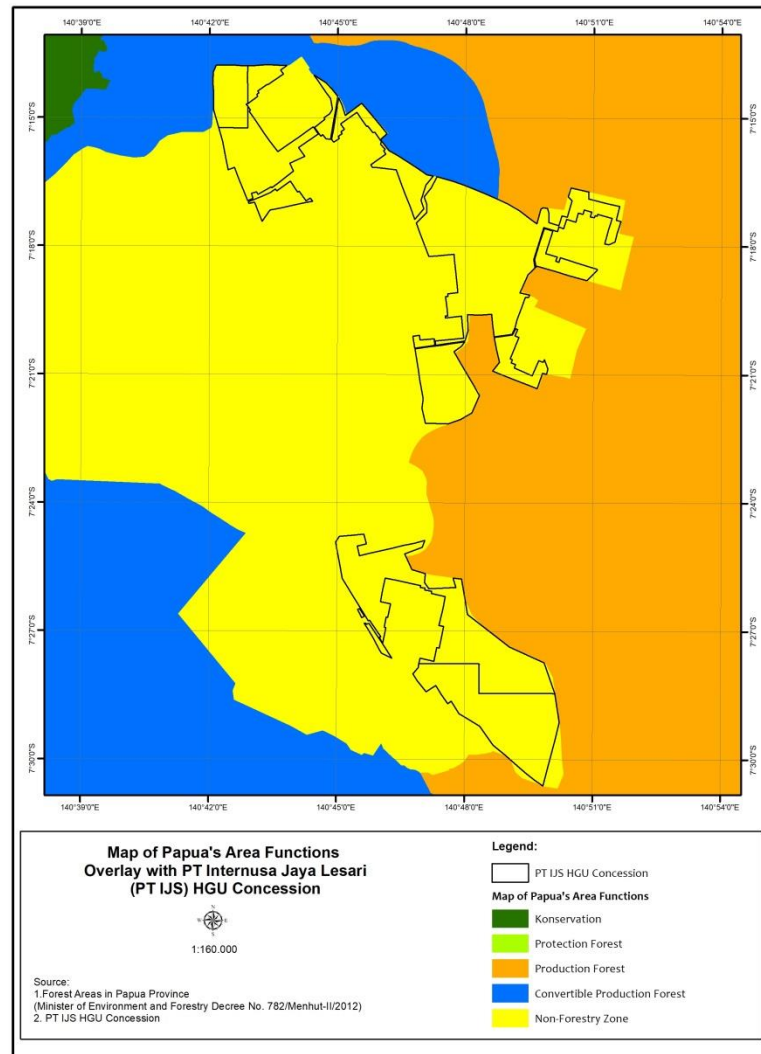 140°39'0"E 140°42'0"E 140°45'0"E 140°48'0"E 140°51'0"E 140°54'0"E
7°15'0"S 7°15'0"S
7°18'0"S 7°18'0"S
7°21'0"S 7°21'0"S
7°24'0"S 7°24'0"S
7°27'0"S 7°27'0"S
7°30'0"S 7°30'0"S
140°39'0"E 140°42'0"E 140°45'0"E 140°48'0"E 140°51'0"E 140°54'0"E
Map of Papua's Area Functions
Overlay with PT Internusa Jaya Lesari
(PT IJS) HGU Concession
N
E
S
W
1:160.000
Source:
1.Forest Areas in Papua Province
(Minister of Environment and Forestry Decree No. 782/Menhut-II/2012)
2. PT IJS HGU Concession
Legend:
PT IJS HGU Concession
Map of Papua's Area Functions
Konservation
Protection Forest
Production Forest
Convertible Production Forest
Non-Forestry Zone